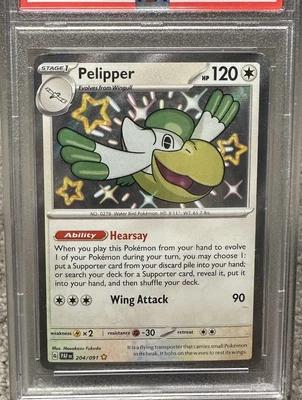 STAGE 1
Pelipper
HP 120
Evolves from Wingull
NO. 0279 Water Bird Pokémon HT: 3'11" WT: 61.7 lbs.
Ability Hearsay
When you play this Pokémon from your hand to evolve
1 of your Pokémon during your turn, you may choose 1:
put a Supporter card from your discard pile into your hand;
or search your deck for a Supporter card, reveal it, put it
into your hand, and then shuffle your deck.
Wing Attack 90
weakness ×2 resistance -30 retreat
Illus.
G PAF EN 204/091
It is a flying transporter that carries small Pokémon
in its beak. It bobs on the waves to rest its wings.